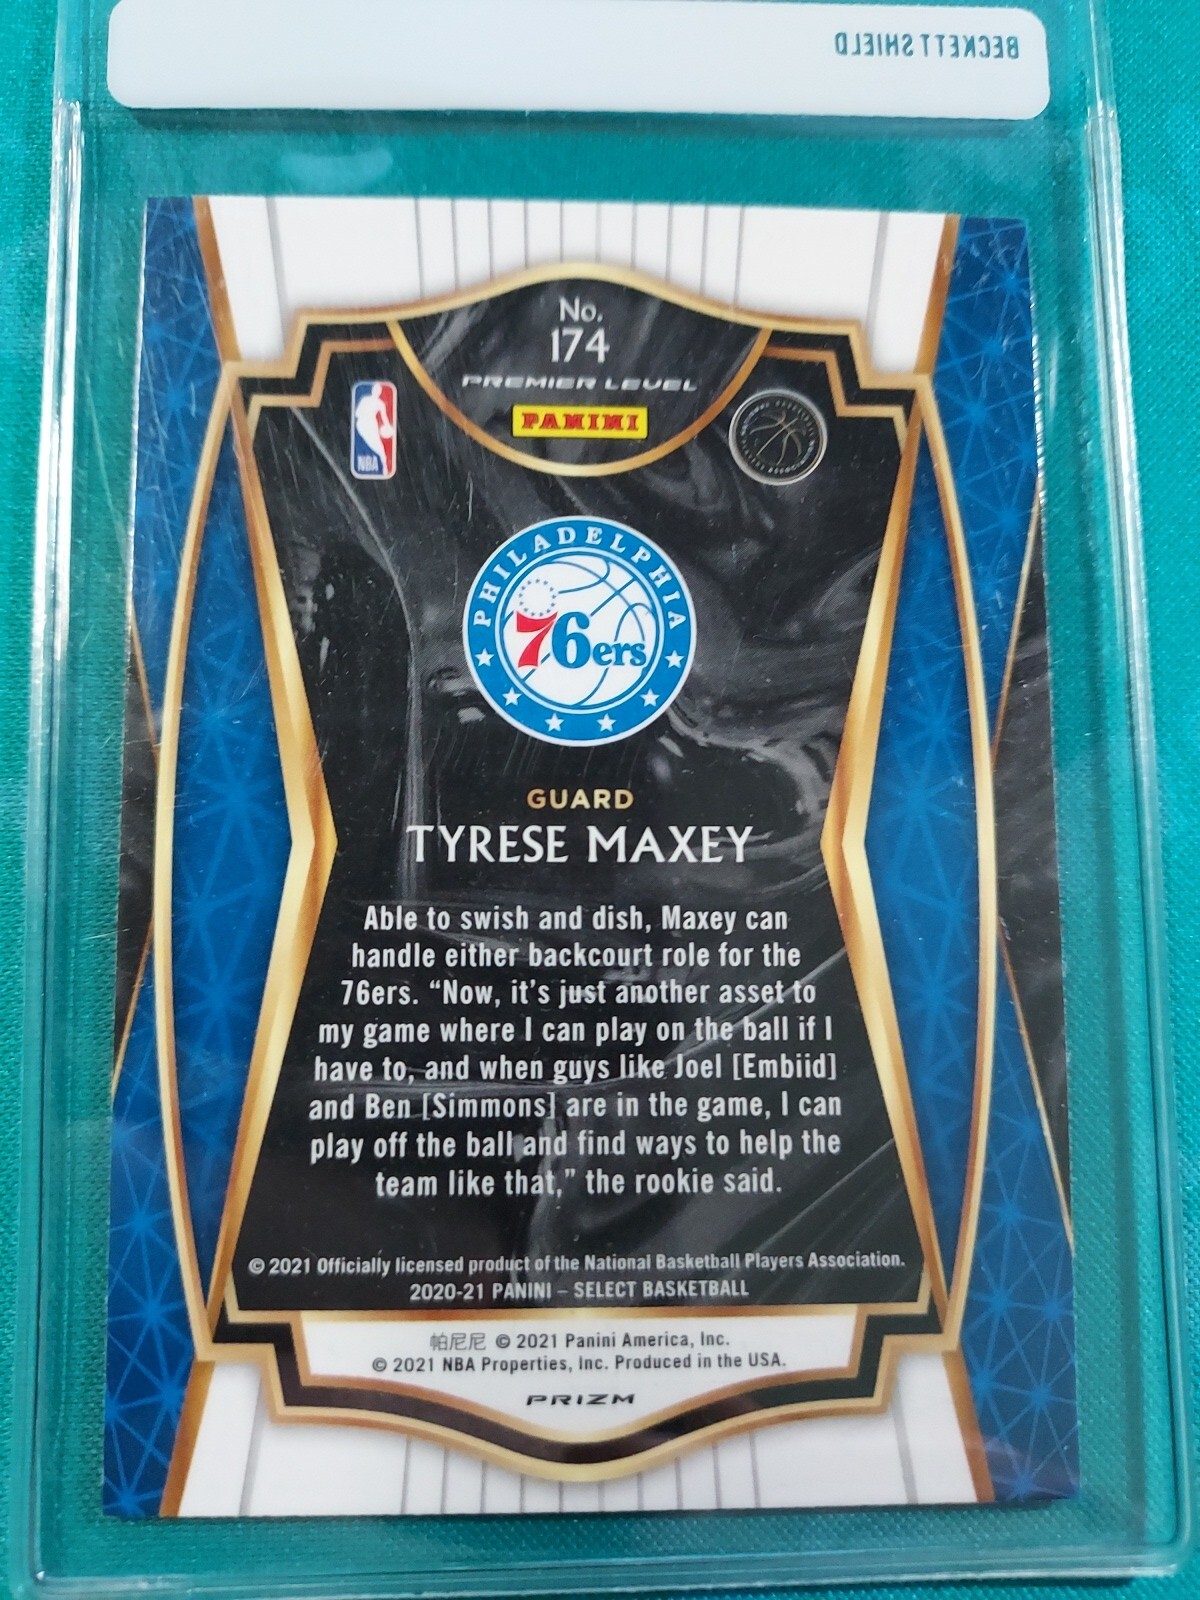 BECKETT SHIELD
No.
174
PREMIER LEVEL
PANINI
NBA
PHILADELPHIA
76ers
GUARD
TYRESE MAXEY
Able to swish and dish, Maxey can
handle either backcourt role for the
76ers. “Now, it’s just another asset to
my game where I can play on the ball if I
have to, and when guys like Joel [Embiid]
and Ben [Simmons] are in the game, I can
play off the ball and find ways to help the
team like that,” the rookie said.
© 2021 Officially licensed product of the National Basketball Players Association.
2020-21 PANINI – SELECT BASKETBALL
帕尼尼 © 2021 Panini America, Inc.
© 2021 NBA Properties, Inc. Produced in the USA.
PRIZM